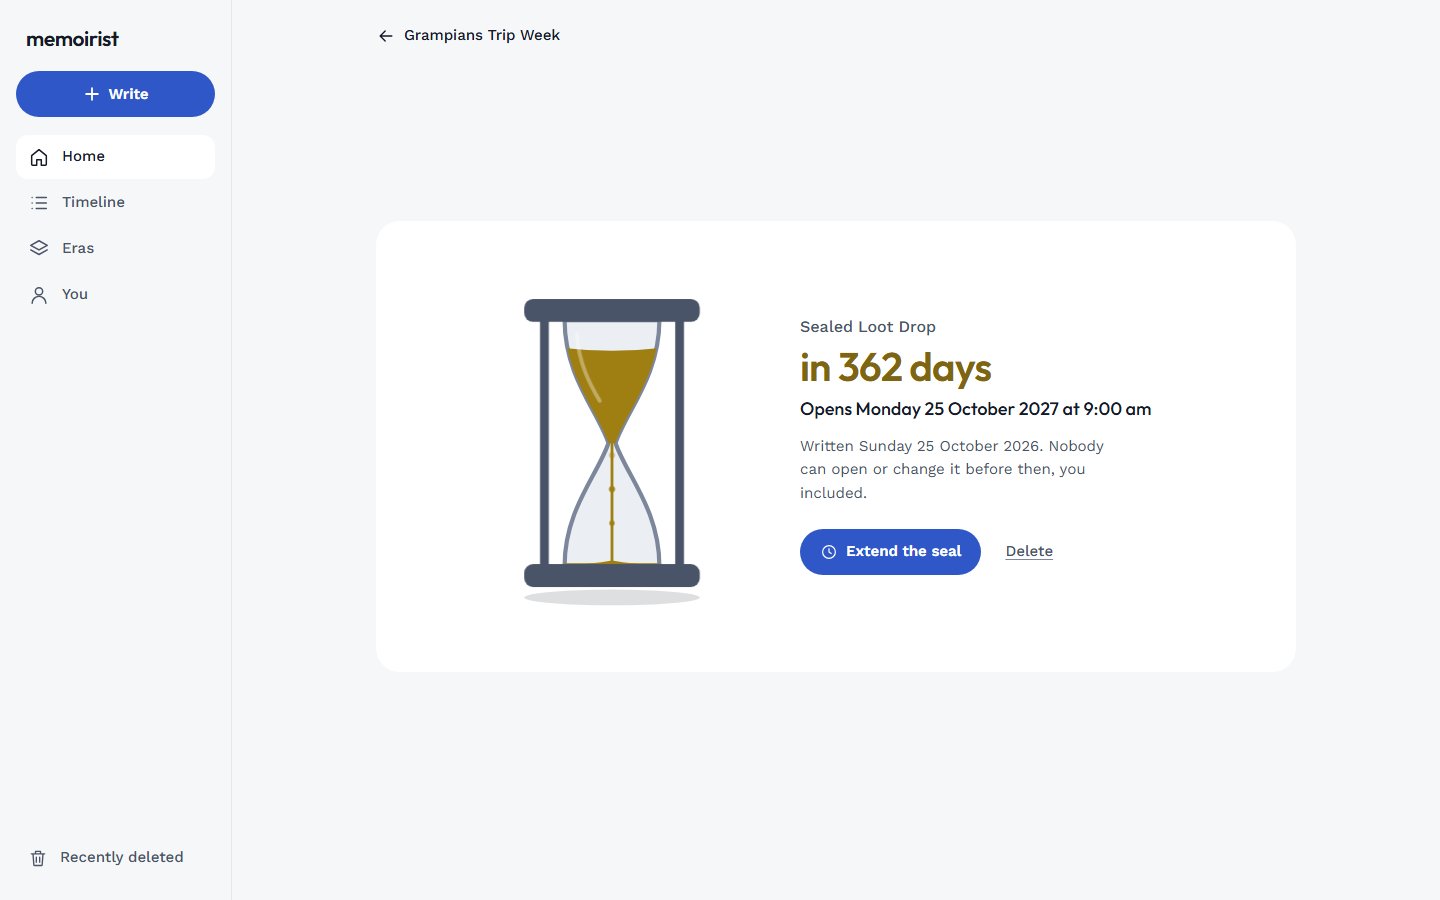 memoirist
Write
Home
Timeline
Eras
You
Recently deleted
Grampians Trip Week
Sealed Loot Drop
in 362 days
Opens Monday 25 October 2027 at 9:00 am
Written Sunday 25 October 2026. Nobody
can open or change it before then, you
included.
Extend the seal
Delete